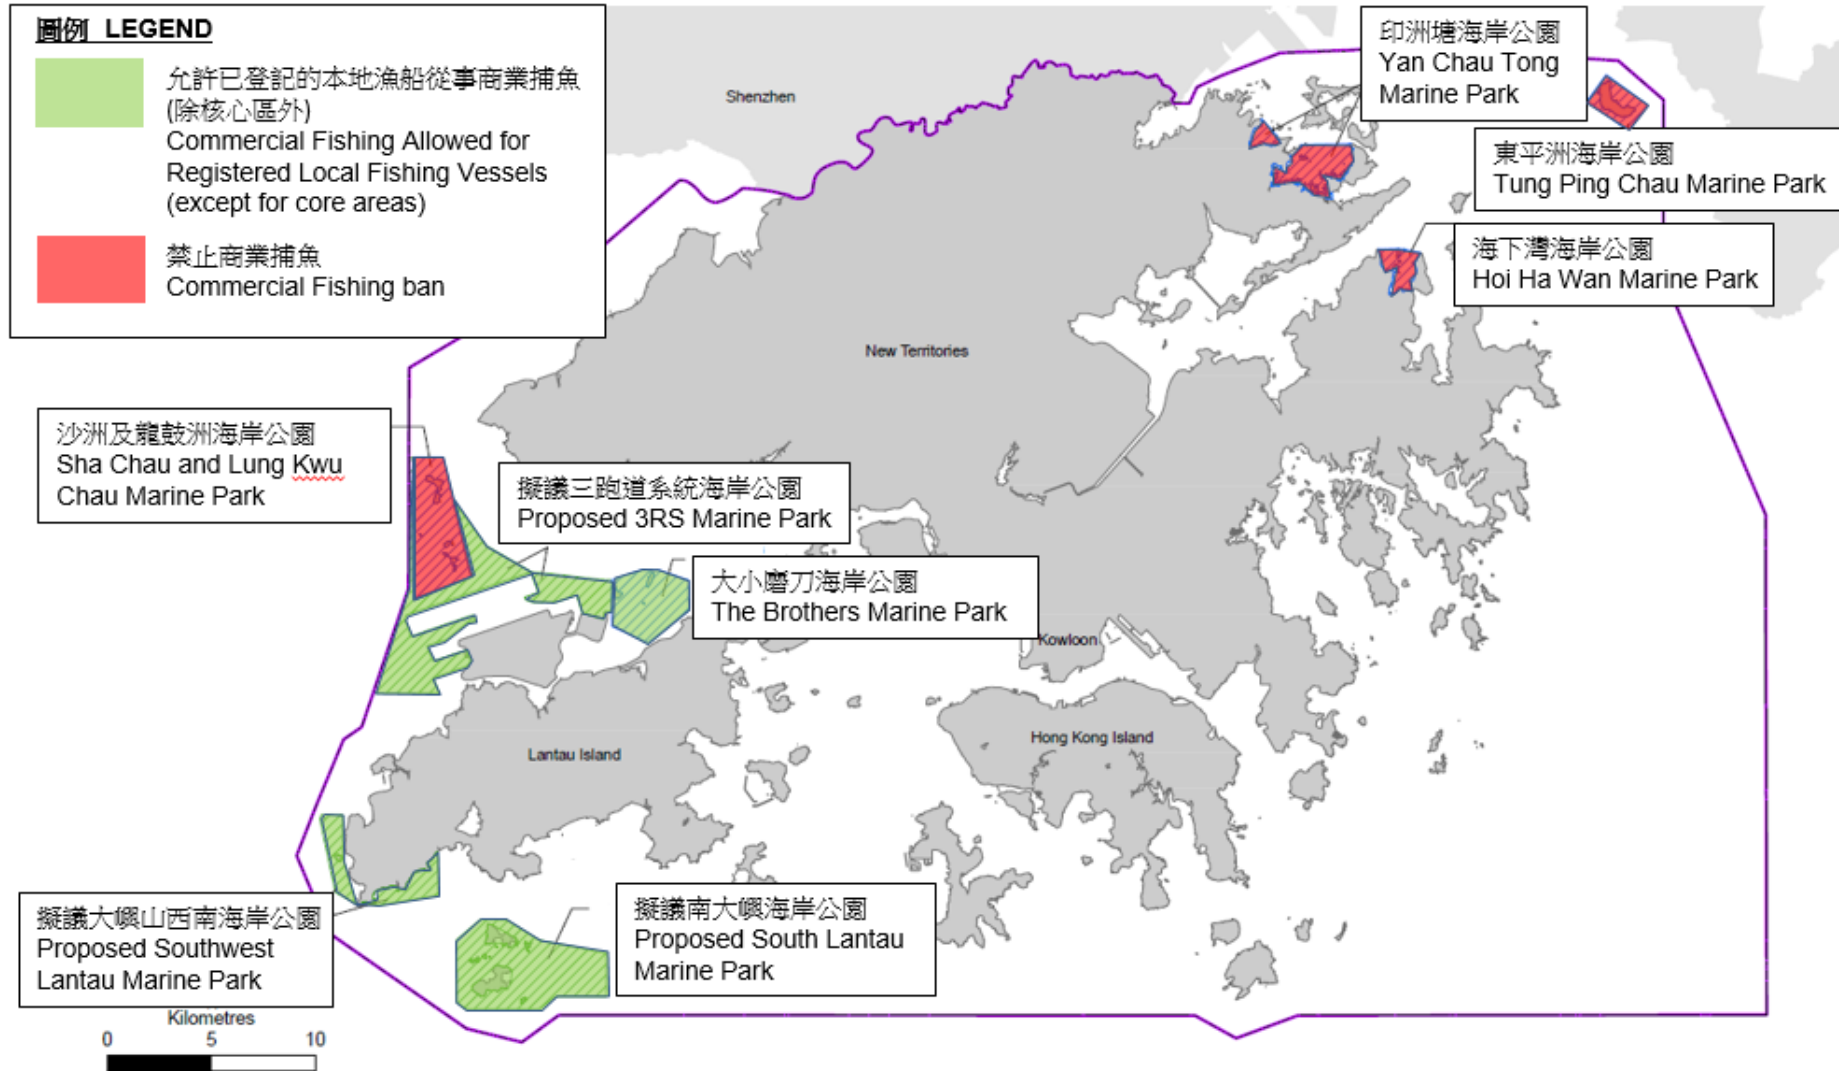 圖例 LEGEND
允許已登記的本地漁船從事商業捕魚
(除核心區外)
Commercial Fishing Allowed for
Registered Local Fishing Vessels
(except for core areas)
禁止商業捕魚
Commercial Fishing ban
Shenzhen
印洲塘海岸公園
Yan Chau Tong
Marine Park
東平洲海岸公園
Tung Ping Chau Marine Park
海下灣海岸公園
Hoi Ha Wan Marine Park
New Territories
沙洲及龍鼓洲海岸公園
Sha Chau and Lung Kwu
Chau Marine Park
擬議三跑道系統海岸公園
Proposed 3RS Marine Park
大小磨刀海岸公園
The Brothers Marine Park
Kowloon
Hong Kong Island
Lantau Island
擬議大嶼山西南海岸公園
Proposed Southwest
Lantau Marine Park
擬議南大嶼海岸公園
Proposed South Lantau
Marine Park
Kilometres
0 5 10